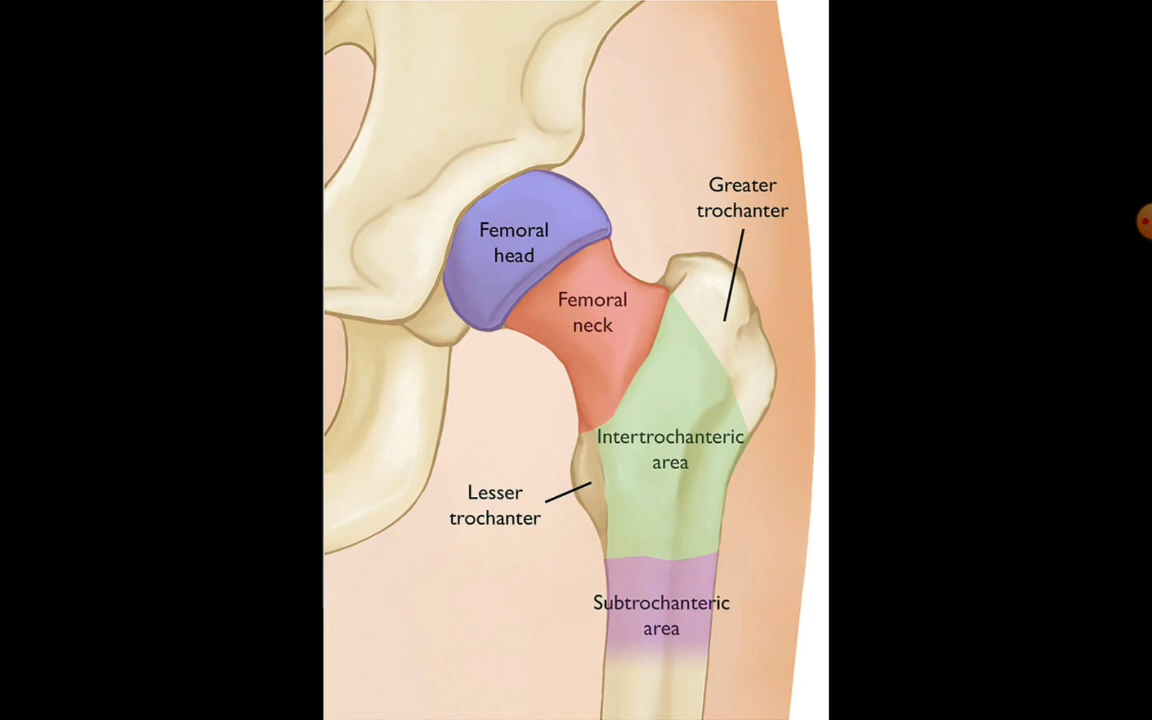 Greater
trochanter
Femoral
head
Femoral
neck
Intertrochanteric
area
Lesser
trochanter
Subtrochanteric
area